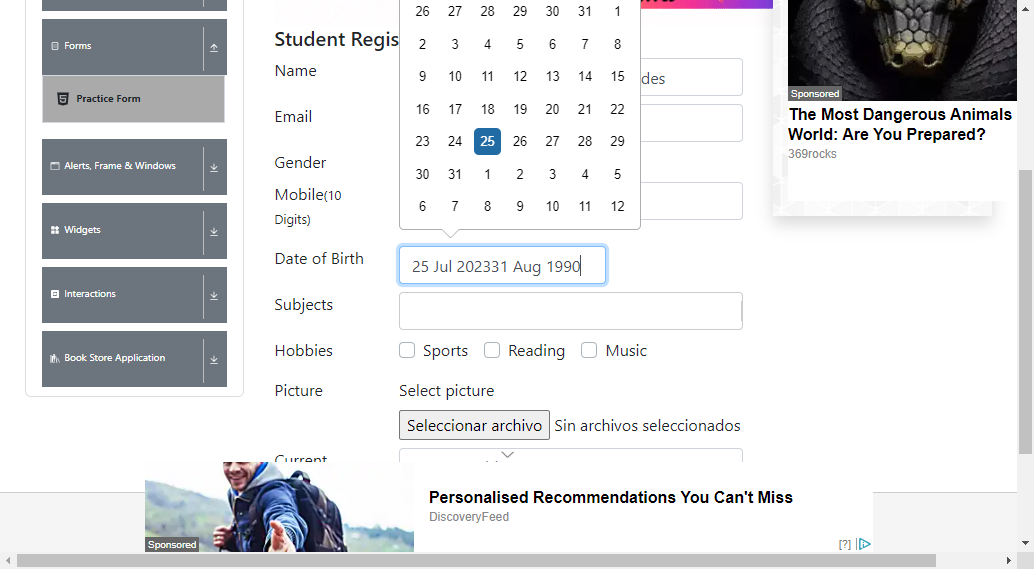 Forms
Practice Form
Alerts, Frame & Windows
Widgets
Interactions
Book Store Application
Student Regis
Name
des
Email
Gender
Mobile(10
Digits)
26 27 28 29 30 31 1
2 3 4 5 6 7 8
9 10 11 12 13 14 15
16 17 18 19 20 21 22
23 24 25 26 27 28 29
30 31 1 2 3 4 5
6 7 8 9 10 11 12
Date of Birth
25 Jul 202331 Aug 1990
Subjects
Hobbies
Sports
Reading
Music
Picture
Select picture
Seleccionar archivo Sin archivos seleccionados
Current
Sponsored
The Most Dangerous Animals
World: Are You Prepared?
369rocks
Sponsored
Personalised Recommendations You Can't Miss
DiscoveryFeed
[?]